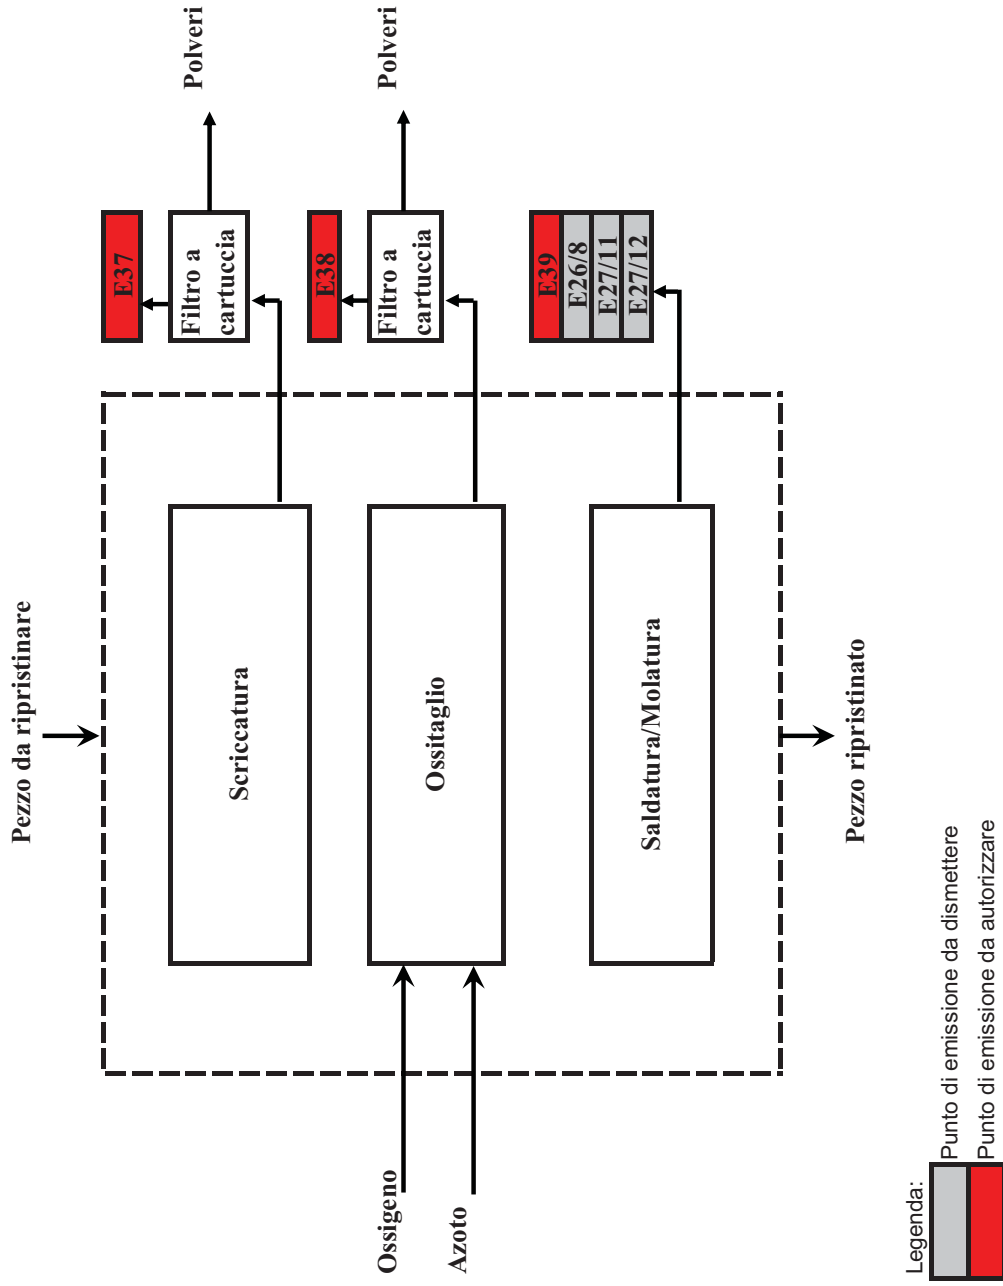 Pezzo da ripristinare
Scriccatura
Filtro a
cartuccia
E37
Polveri
Ossigeno
Azoto
Ossitaglio
Filtro a
cartuccia
E38
Polveri
Saldatura/Molatura
E39
E26/8
E27/11
E27/12
Pezzo ripristinato
Legenda:
Punto di emissione da dismettere
Punto di emissione da autorizzare